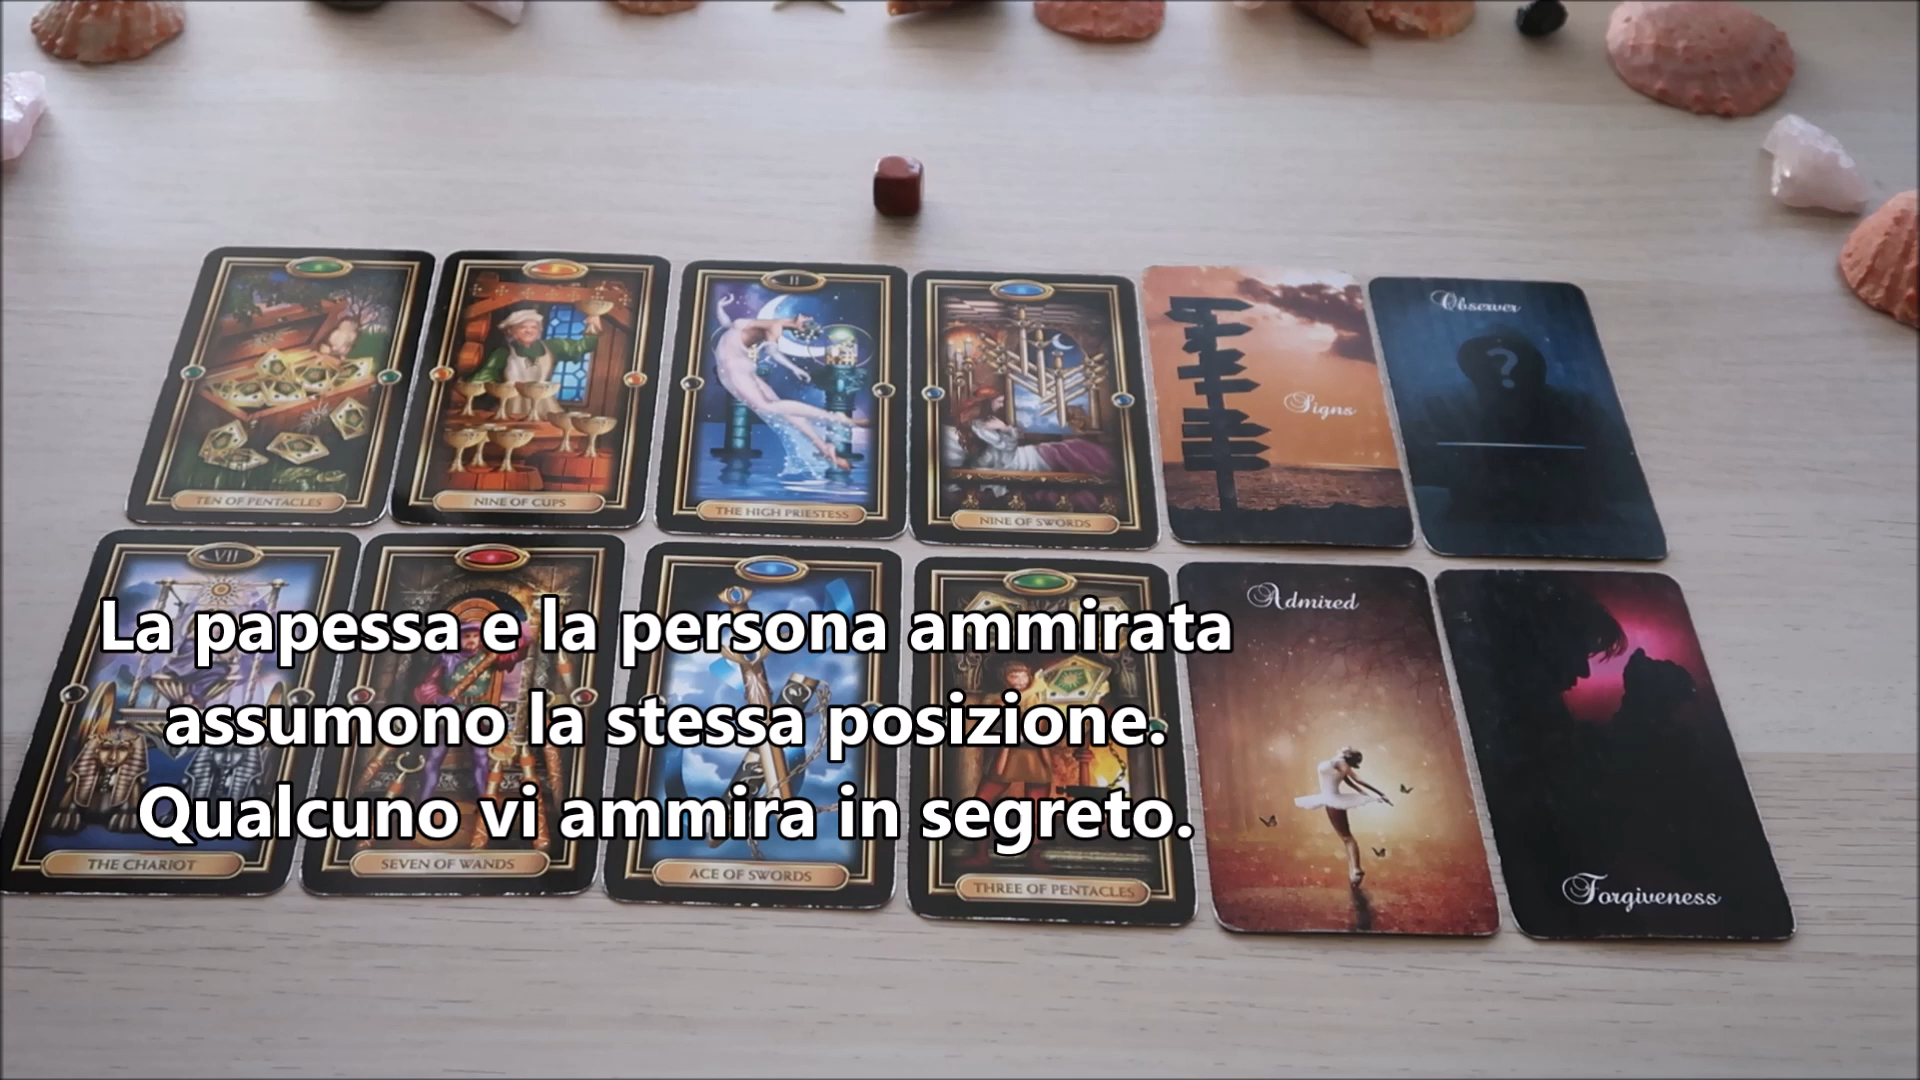 Observer
II
Signs
TEN OF PENTACLES
NINE OF CUPS
THE HIGH PRIESTESS
NINE OF SWORDS
VII
Admired
La papessa e la persona ammirata
assumono la stessa posizione.
Qualcuno vi ammira in segreto.
THE CHARIOT
SEVEN OF WANDS
ACE OF SWORDS
THREE OF PENTACLES
Forgiveness